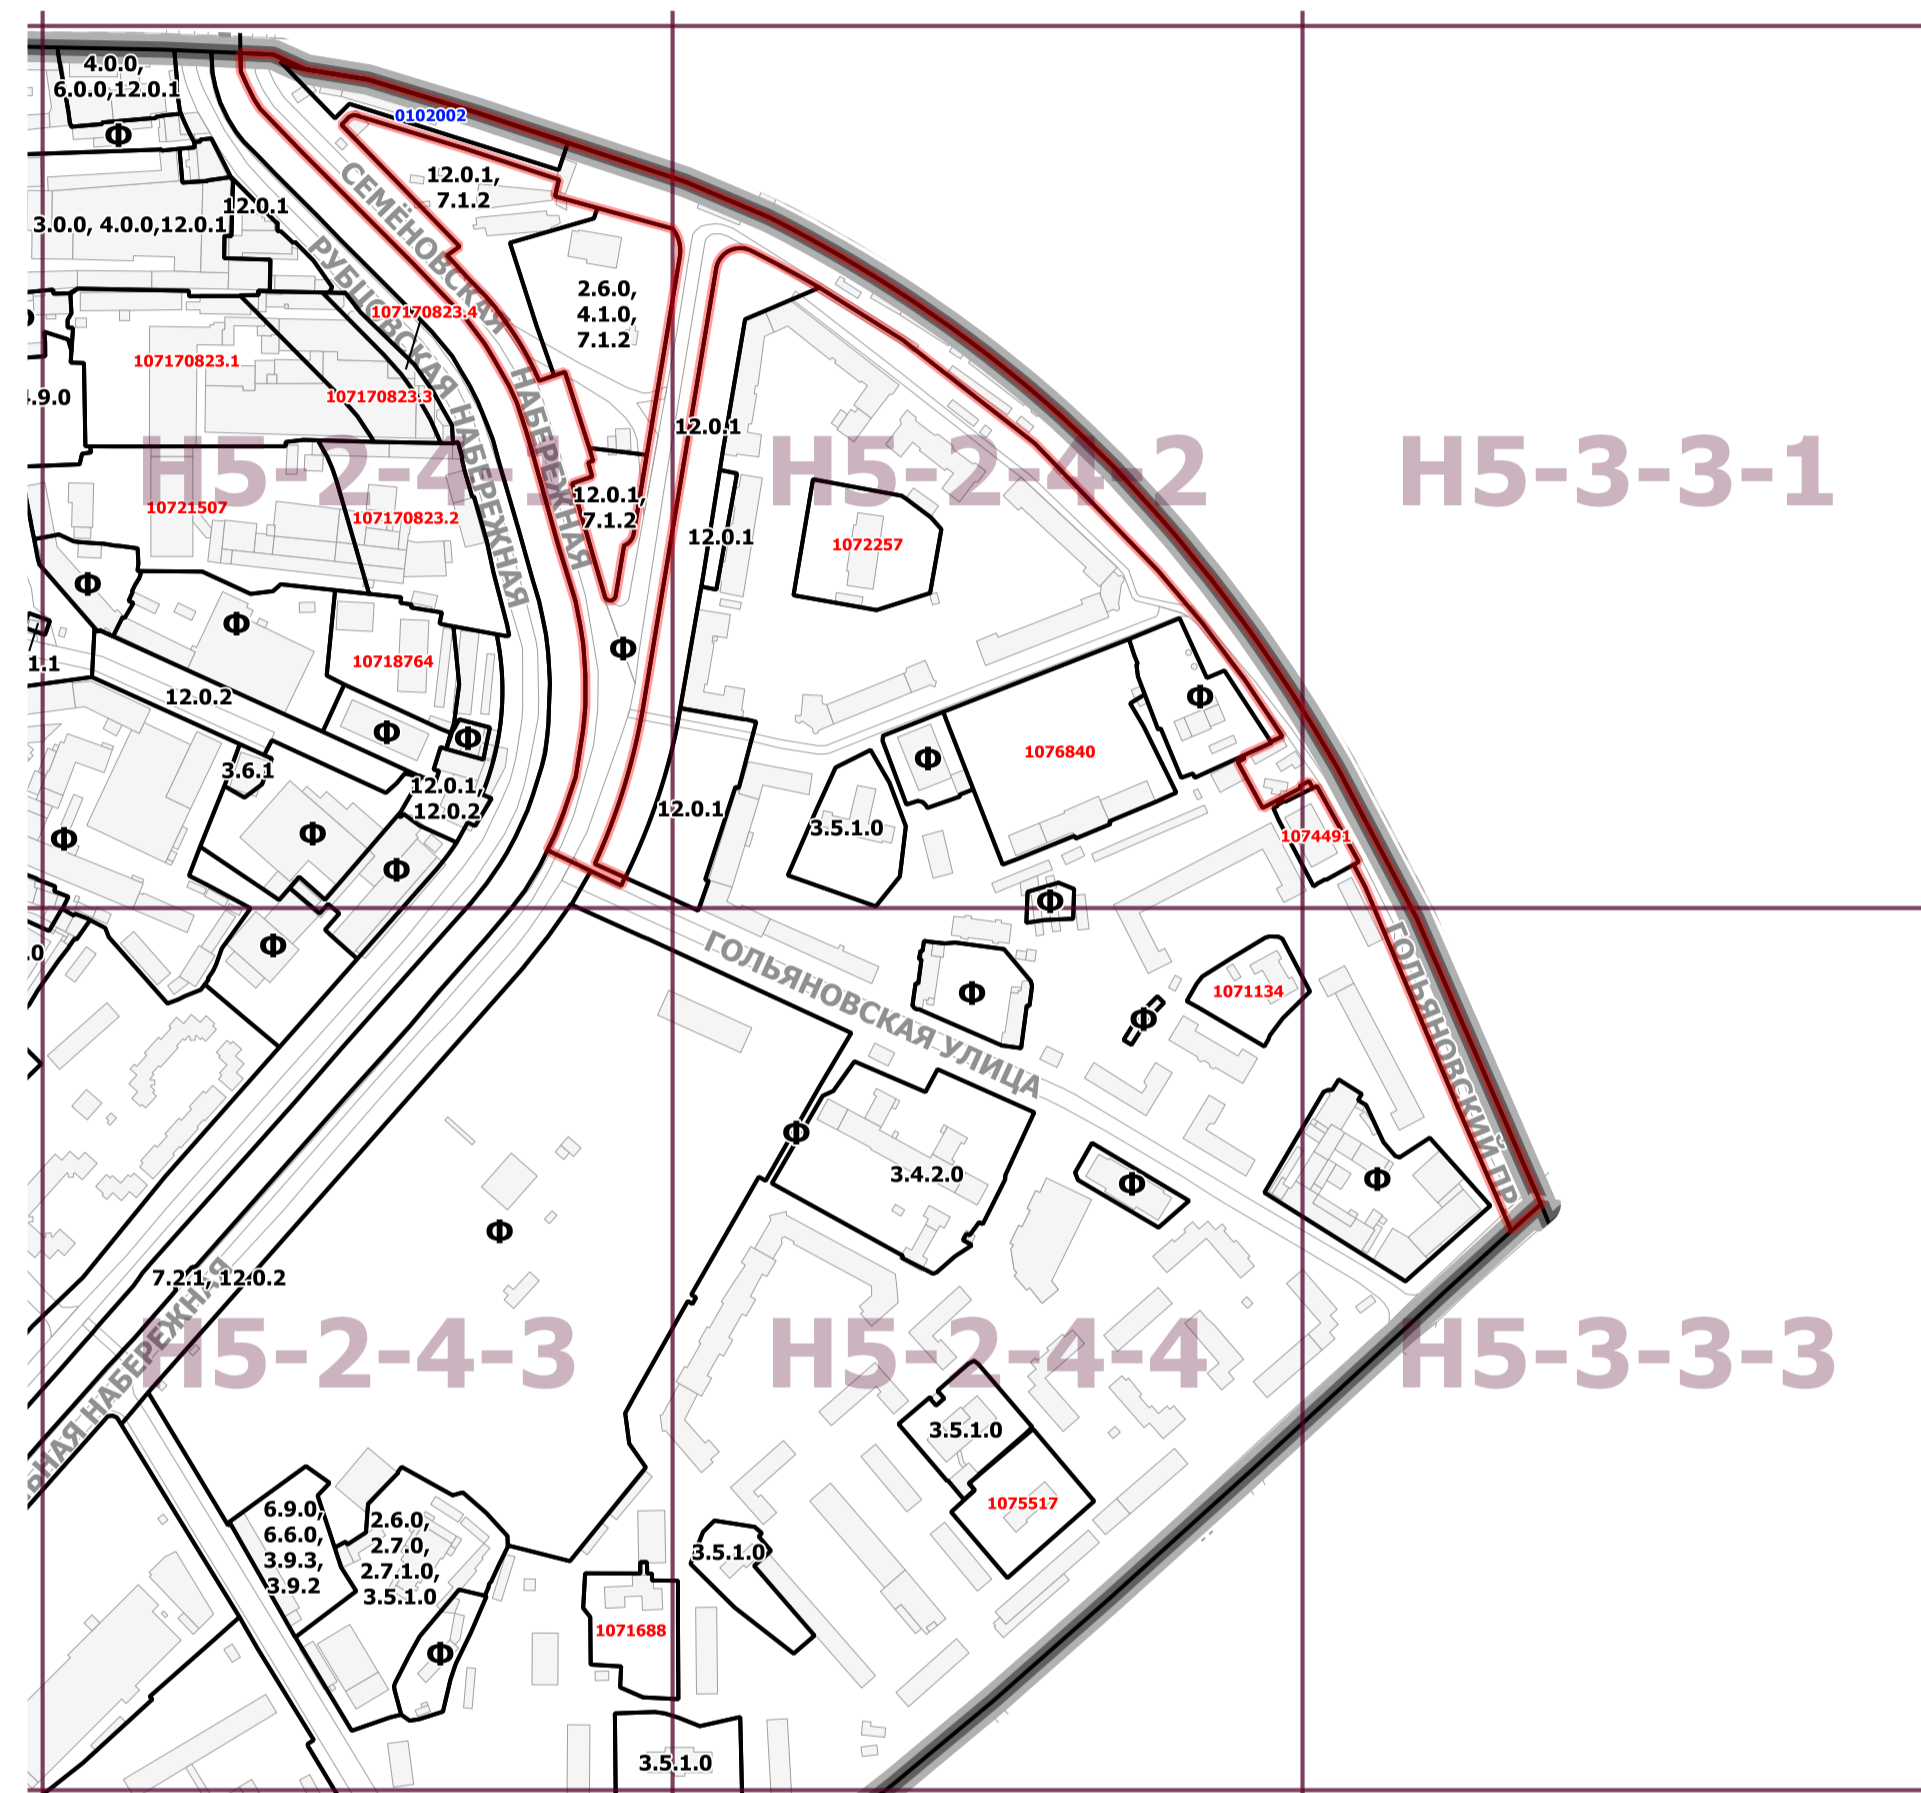 4.0.0,
6.0.0,12.0.1
Ф
0102002
12.0.1,
7.1.2
СЕМЁНОВСКАЯ
НАБЕРЕЖНАЯ
12.0.1
3.0.0, 4.0.0,12.0.1
РУБЦОВСКАЯ НАБЕРЕЖНАЯ
НАБЕРЕЖНАЯ
2.6.0,
4.1.0,
7.1.2
107170823.4
107170823.1
107170823.3
12.0.1
H5-2-4-1
H5-2-4-2
H5-3-3-1
10721507
107170823.2
12.0.1,
7.1.2
12.0.1
1072257
Ф
Ф
Ф
10718764
12.0.2
Ф
Ф
Ф
Ф
1076840
3.6.1
12.0.1,
12.0.2
12.0.1
3.5.1.0
1074491
Ф
Ф
Ф
Ф
Ф
ГОЛЬЯНОВСКАЯ УЛИЦА
Ф
1071134
Ф
ГОЛЬЯНОВСКИЙ ПР
Ф
3.4.2.0
Ф
Ф
Ф
7.2.1, 12.0.2
H5-2-4-3
H5-2-4-4
H5-3-3-3
3.5.1.0
1075517
6.9.0,
6.6.0,
3.9.3,
3.9.2
2.6.0,
2.7.0,
2.7.1.0,
3.5.1.0
3.5.1.0
1071688
Ф
3.5.1.0